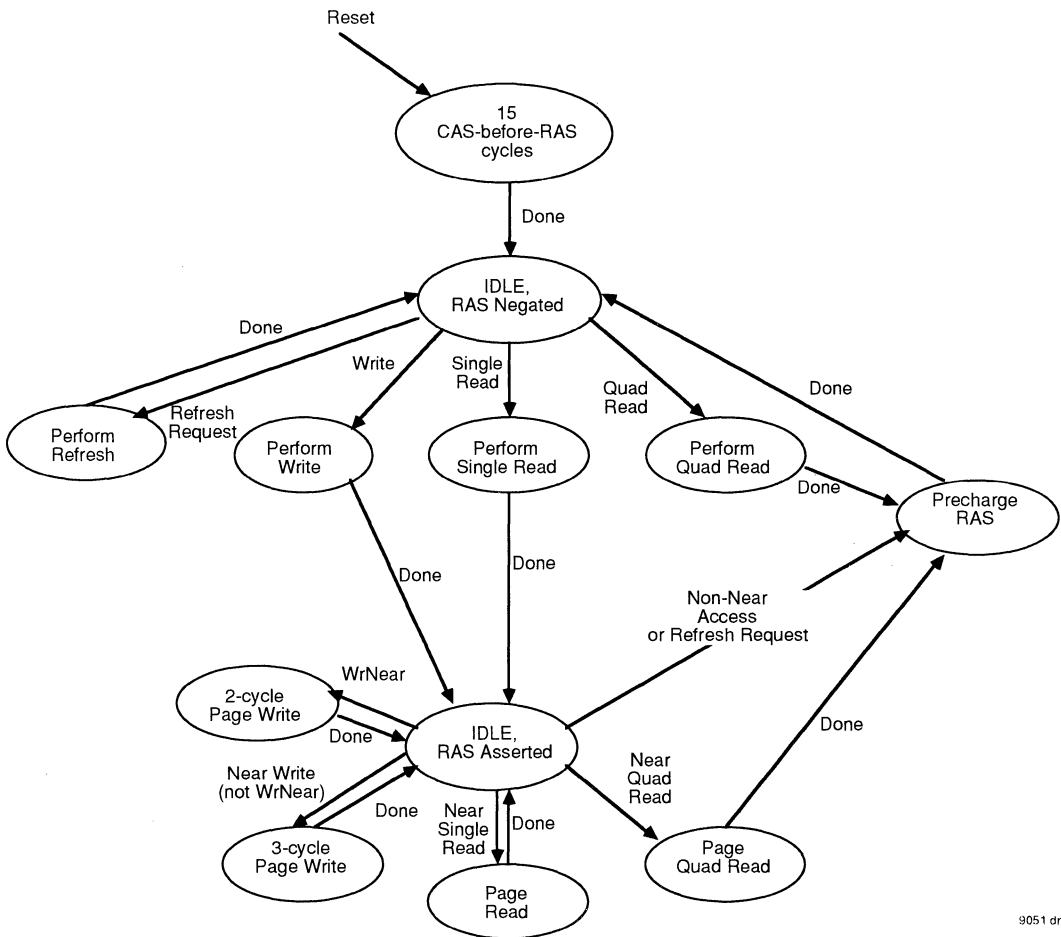 Reset
15
CAS-before-RAS
cycles
Done
IDLE,
RAS Negated
Done
Write
Single
Read
Quad
Read
Done
Refresh
Request
Perform
Refresh
Perform
Write
Perform
Single Read
Perform
Quad Read
Done
Precharge
RAS
Done
Done
Non-Near
Access
or Refresh Request
WrNear
2-cycle
Page Write
Done
IDLE,
RAS Asserted
Done
Near Write
(not WrNear)
Done
Near
Single
Read
Done
Near
Quad
Read
3-cycle
Page Write
Page
Read
Page
Quad Read
9051 dr